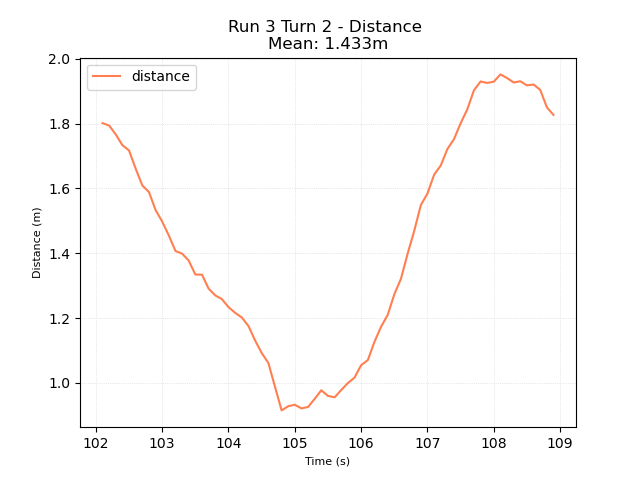 Run 3 Turn 2 - Distance
Mean: 1.433m
distance
2.0
1.8
1.6
1.4
1.2
1.0
Distance (m)
102 103 104 105 106 107 108 109
Time (s)